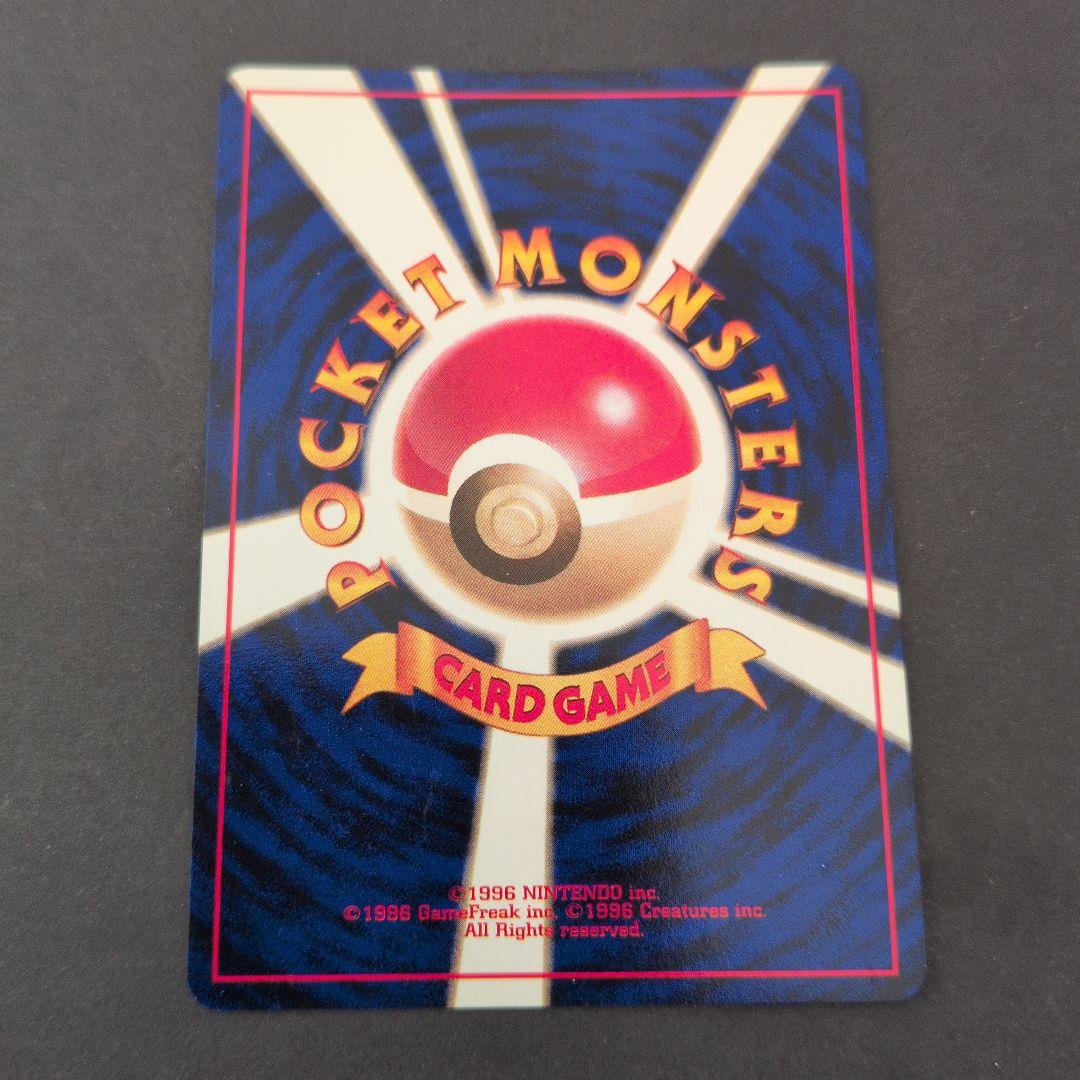 POCKET MONSTERS
CARD GAME
©1996 NINTENDO inc.
©1996 GameFreak inc. ©1996 Creatures inc.
All Rights reserved.